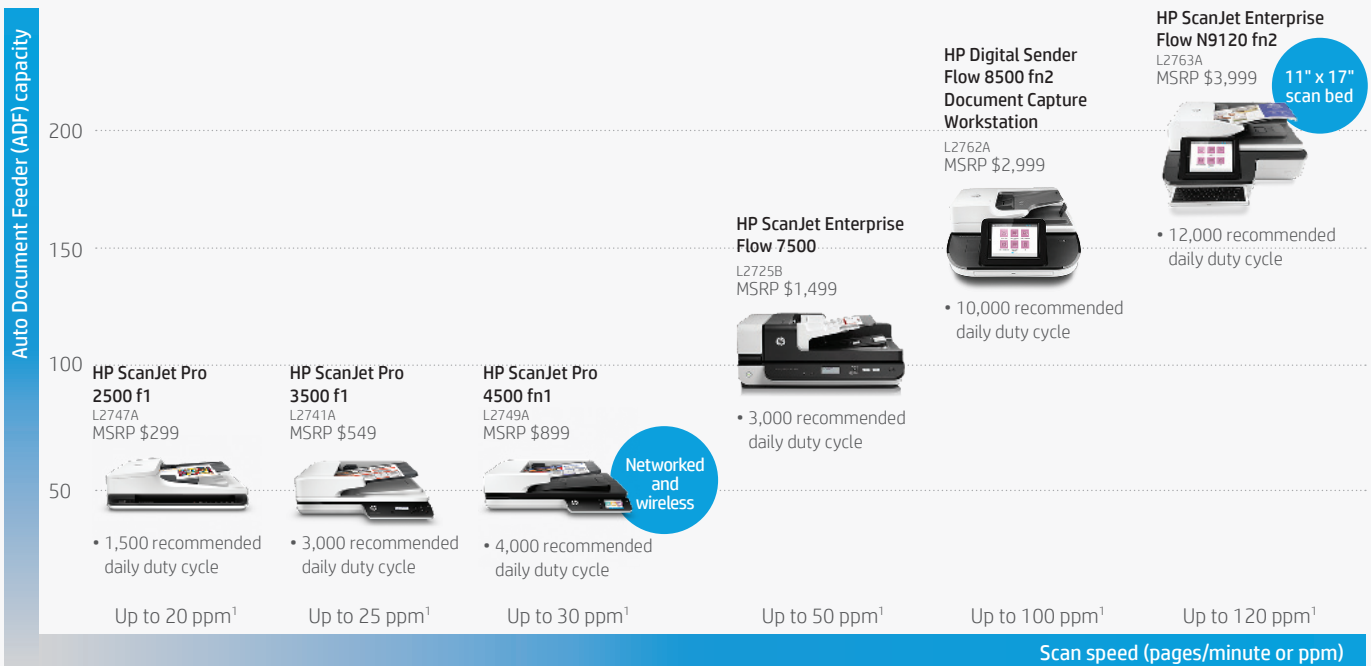 Auto Document Feeder (ADF) capacity
200
150
100
50
HP ScanJet Pro
2500 f1
L2747A
MSRP $299
• 1,500 recommended
daily duty cycle
HP ScanJet Pro
3500 f1
L2741A
MSRP $549
• 3,000 recommended
daily duty cycle
HP ScanJet Pro
4500 fn1
L2749A
MSRP $899
Networked
and
wireless
• 4,000 recommended
daily duty cycle
HP ScanJet Enterprise
Flow 7500
L2725B
MSRP $1,499
• 3,000 recommended
daily duty cycle
HP Digital Sender
Flow 8500 fn2
Document Capture
Workstation
L2762A
MSRP $2,999
• 10,000 recommended
daily duty cycle
HP ScanJet Enterprise
Flow N9120 fn2
L2763A
MSRP $3,999
11" x 17"
scan bed
• 12,000 recommended
daily duty cycle
Up to 20 ppm¹
Up to 25 ppm¹
Up to 30 ppm¹
Up to 50 ppm¹
Up to 100 ppm¹
Up to 120 ppm¹
Scan speed (pages/minute or ppm)